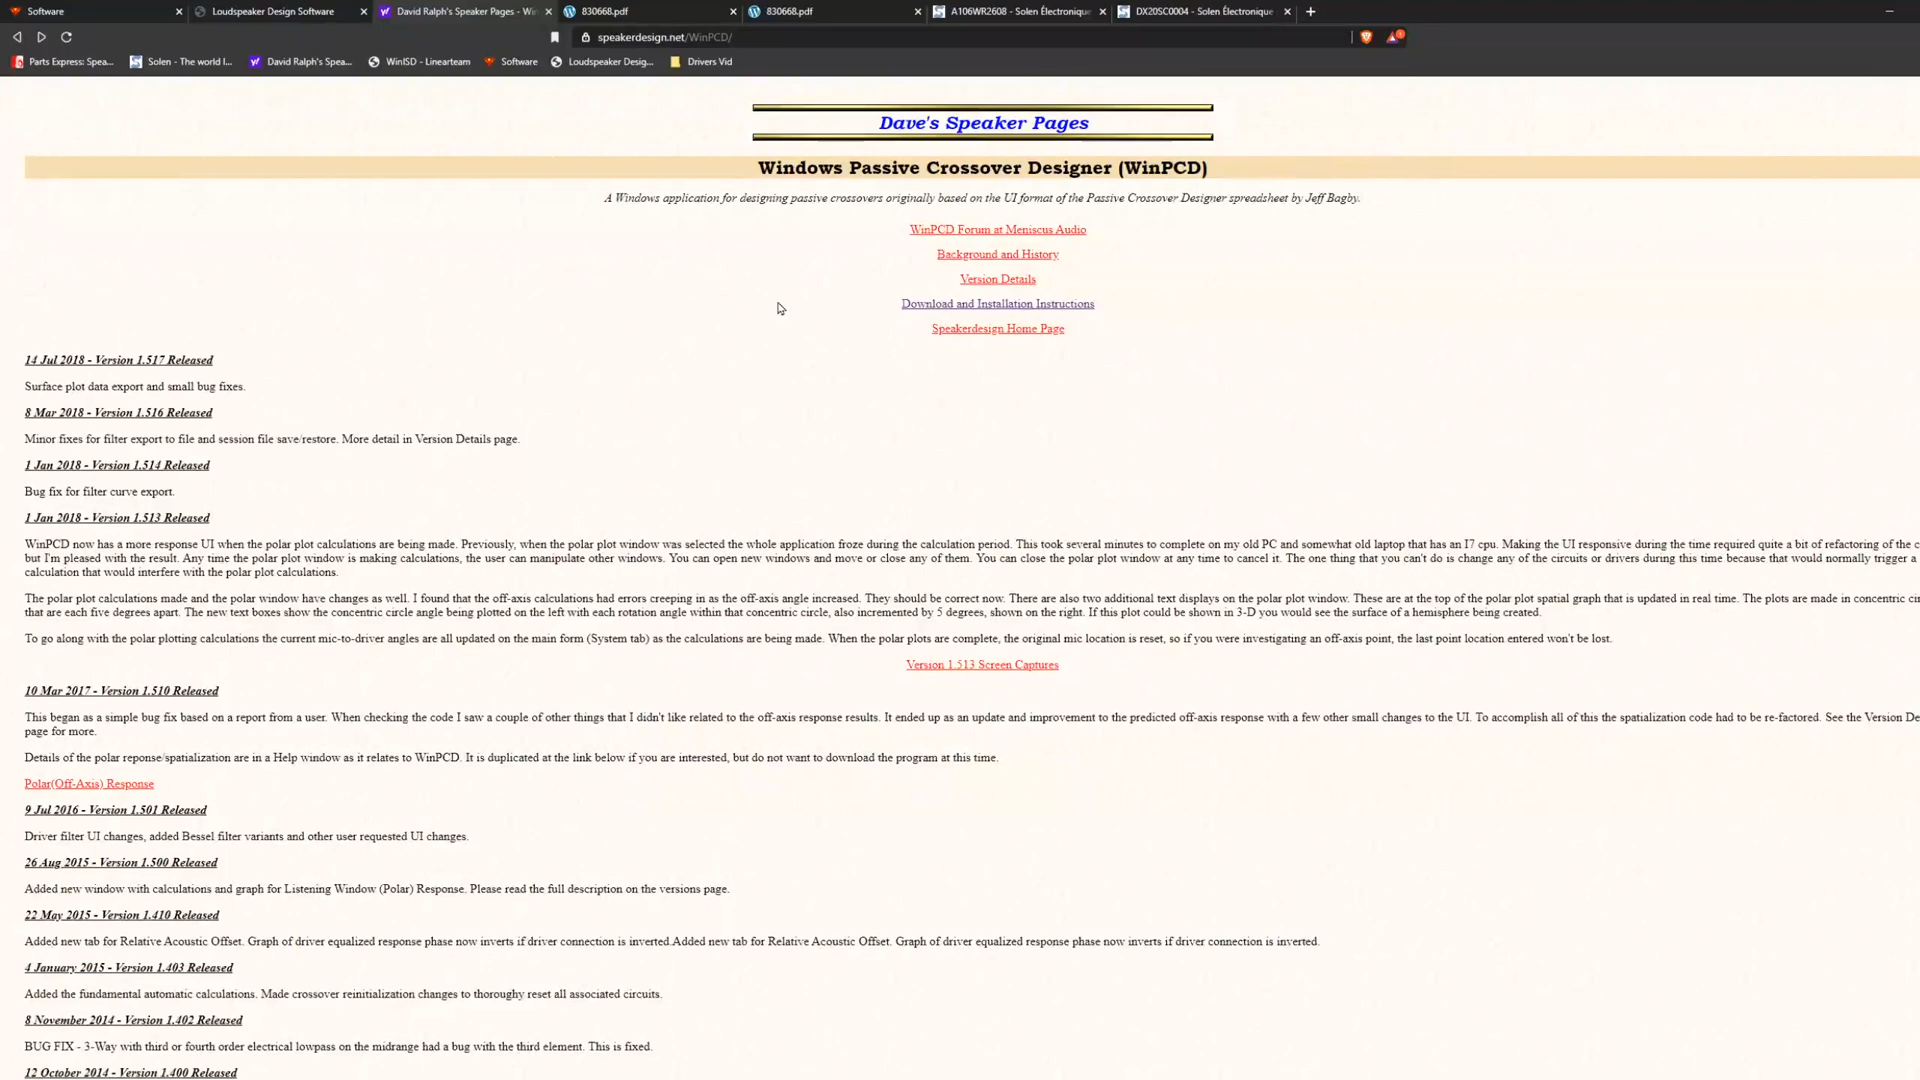 Software
Loudspeaker Design Software
David Ralph's Speaker Pages - Win
830668.pdf
830668.pdf
A106WR2608 - Solen Électronique
DX20SC0004 - Solen Électronique
speakerdesign.net/WinPCD/
Parts Express: Spea...
Solen - The world l...
David Ralph's Spea...
WinISD - Linearteam
Software
Loudspeaker Desig...
Drivers Vid
Dave's Speaker Pages
Windows Passive Crossover Designer (WinPCD)
A Windows application for designing passive crossovers originally based on the UI format of the Passive Crossover Designer spreadsheet by Jeff Bagby.
WinPCD Forum at Meniscus Audio
Background and History
Version Details
Download and Installation Instructions
Speakerdesign Home Page
14 Jul 2018 - Version 1.517 Released
Surface plot data export and small bug fixes.
8 Mar 2018 - Version 1.516 Released
Minor fixes for filter export to file and session file save/restore. More detail in Version Details page.
1 Jan 2018 - Version 1.514 Released
Bug fix for filter curve export.
1 Jan 2018 - Version 1.513 Released
WinPCD now has a more response UI when the polar plot calculations are being made. Previously, when the polar plot window was selected the whole application froze during the calculation period. This took several minutes to complete on my old PC and somewhat old laptop that has an I7 cpu. Making the UI responsive during the time required quite a bit of refactoring of the c
but I'm pleased with the result. Any time the polar plot window is making calculations, the user can manipulate other windows. You can open new windows and move or close any of them. You can close the polar plot window at any time to cancel it. The one thing that you can't do is change any of the circuits or drivers during this time because that would normally trigger a
calculation that would interfere with the polar plot calculations.
The polar plot calculations made and the polar window have changes as well. I found that the off-axis calculations had errors creeping in as the off-axis angle increased. They should be correct now. There are also two additional text displays on the polar plot window. These are at the top of the polar plot spatial graph that is updated in real time. The plots are made in concentric ci
that are each five degrees apart. The new text boxes show the concentric circle angle being plotted on the left with each rotation angle within that concentric circle, also incremented by 5 degrees, shown on the right. If this plot could be shown in 3-D you would see the surface of a hemisphere being created.
To go along with the polar plotting calculations the current mic-to-driver angles are all updated on the main form (System tab) as the calculations are being made. When the polar plots are complete, the original mic location is reset, so if you were investigating an off-axis point, the last point location entered won't be lost.
Version 1.513 Screen Captures
10 Mar 2017 - Version 1.510 Released
This began as a simple bug fix based on a report from a user. When checking the code I saw a couple of other things that I didn't like related to the off-axis response results. It ended up as an update and improvement to the predicted off-axis response with a few other small changes to the UI. To accomplish all of this the spatialization code had to be re-factored. See the Version De
page for more.
Details of the polar reponse/spatialization are in a Help window as it relates to WinPCD. It is duplicated at the link below if you are interested, but do not want to download the program at this time.
Polar(Off-Axis) Response
9 Jul 2016 - Version 1.501 Released
Driver filter UI changes, added Bessel filter variants and other user requested UI changes.
26 Aug 2015 - Version 1.500 Released
Added new window with calculations and graph for Listening Window (Polar) Response. Please read the full description on the versions page.
22 May 2015 - Version 1.410 Released
Added new tab for Relative Acoustic Offset. Graph of driver equalized response phase now inverts if driver connection is inverted.Added new tab for Relative Acoustic Offset. Graph of driver equalized response phase now inverts if driver connection is inverted.
4 January 2015 - Version 1.403 Released
Added the fundamental automatic calculations. Made crossover reinitialization changes to thoroughy reset all associated circuits.
8 November 2014 - Version 1.402 Released
BUG FIX - 3-Way with third or fourth order electrical lowpass on the midrange had a bug with the third element. This is fixed.
12 October 2014 - Version 1.400 Released